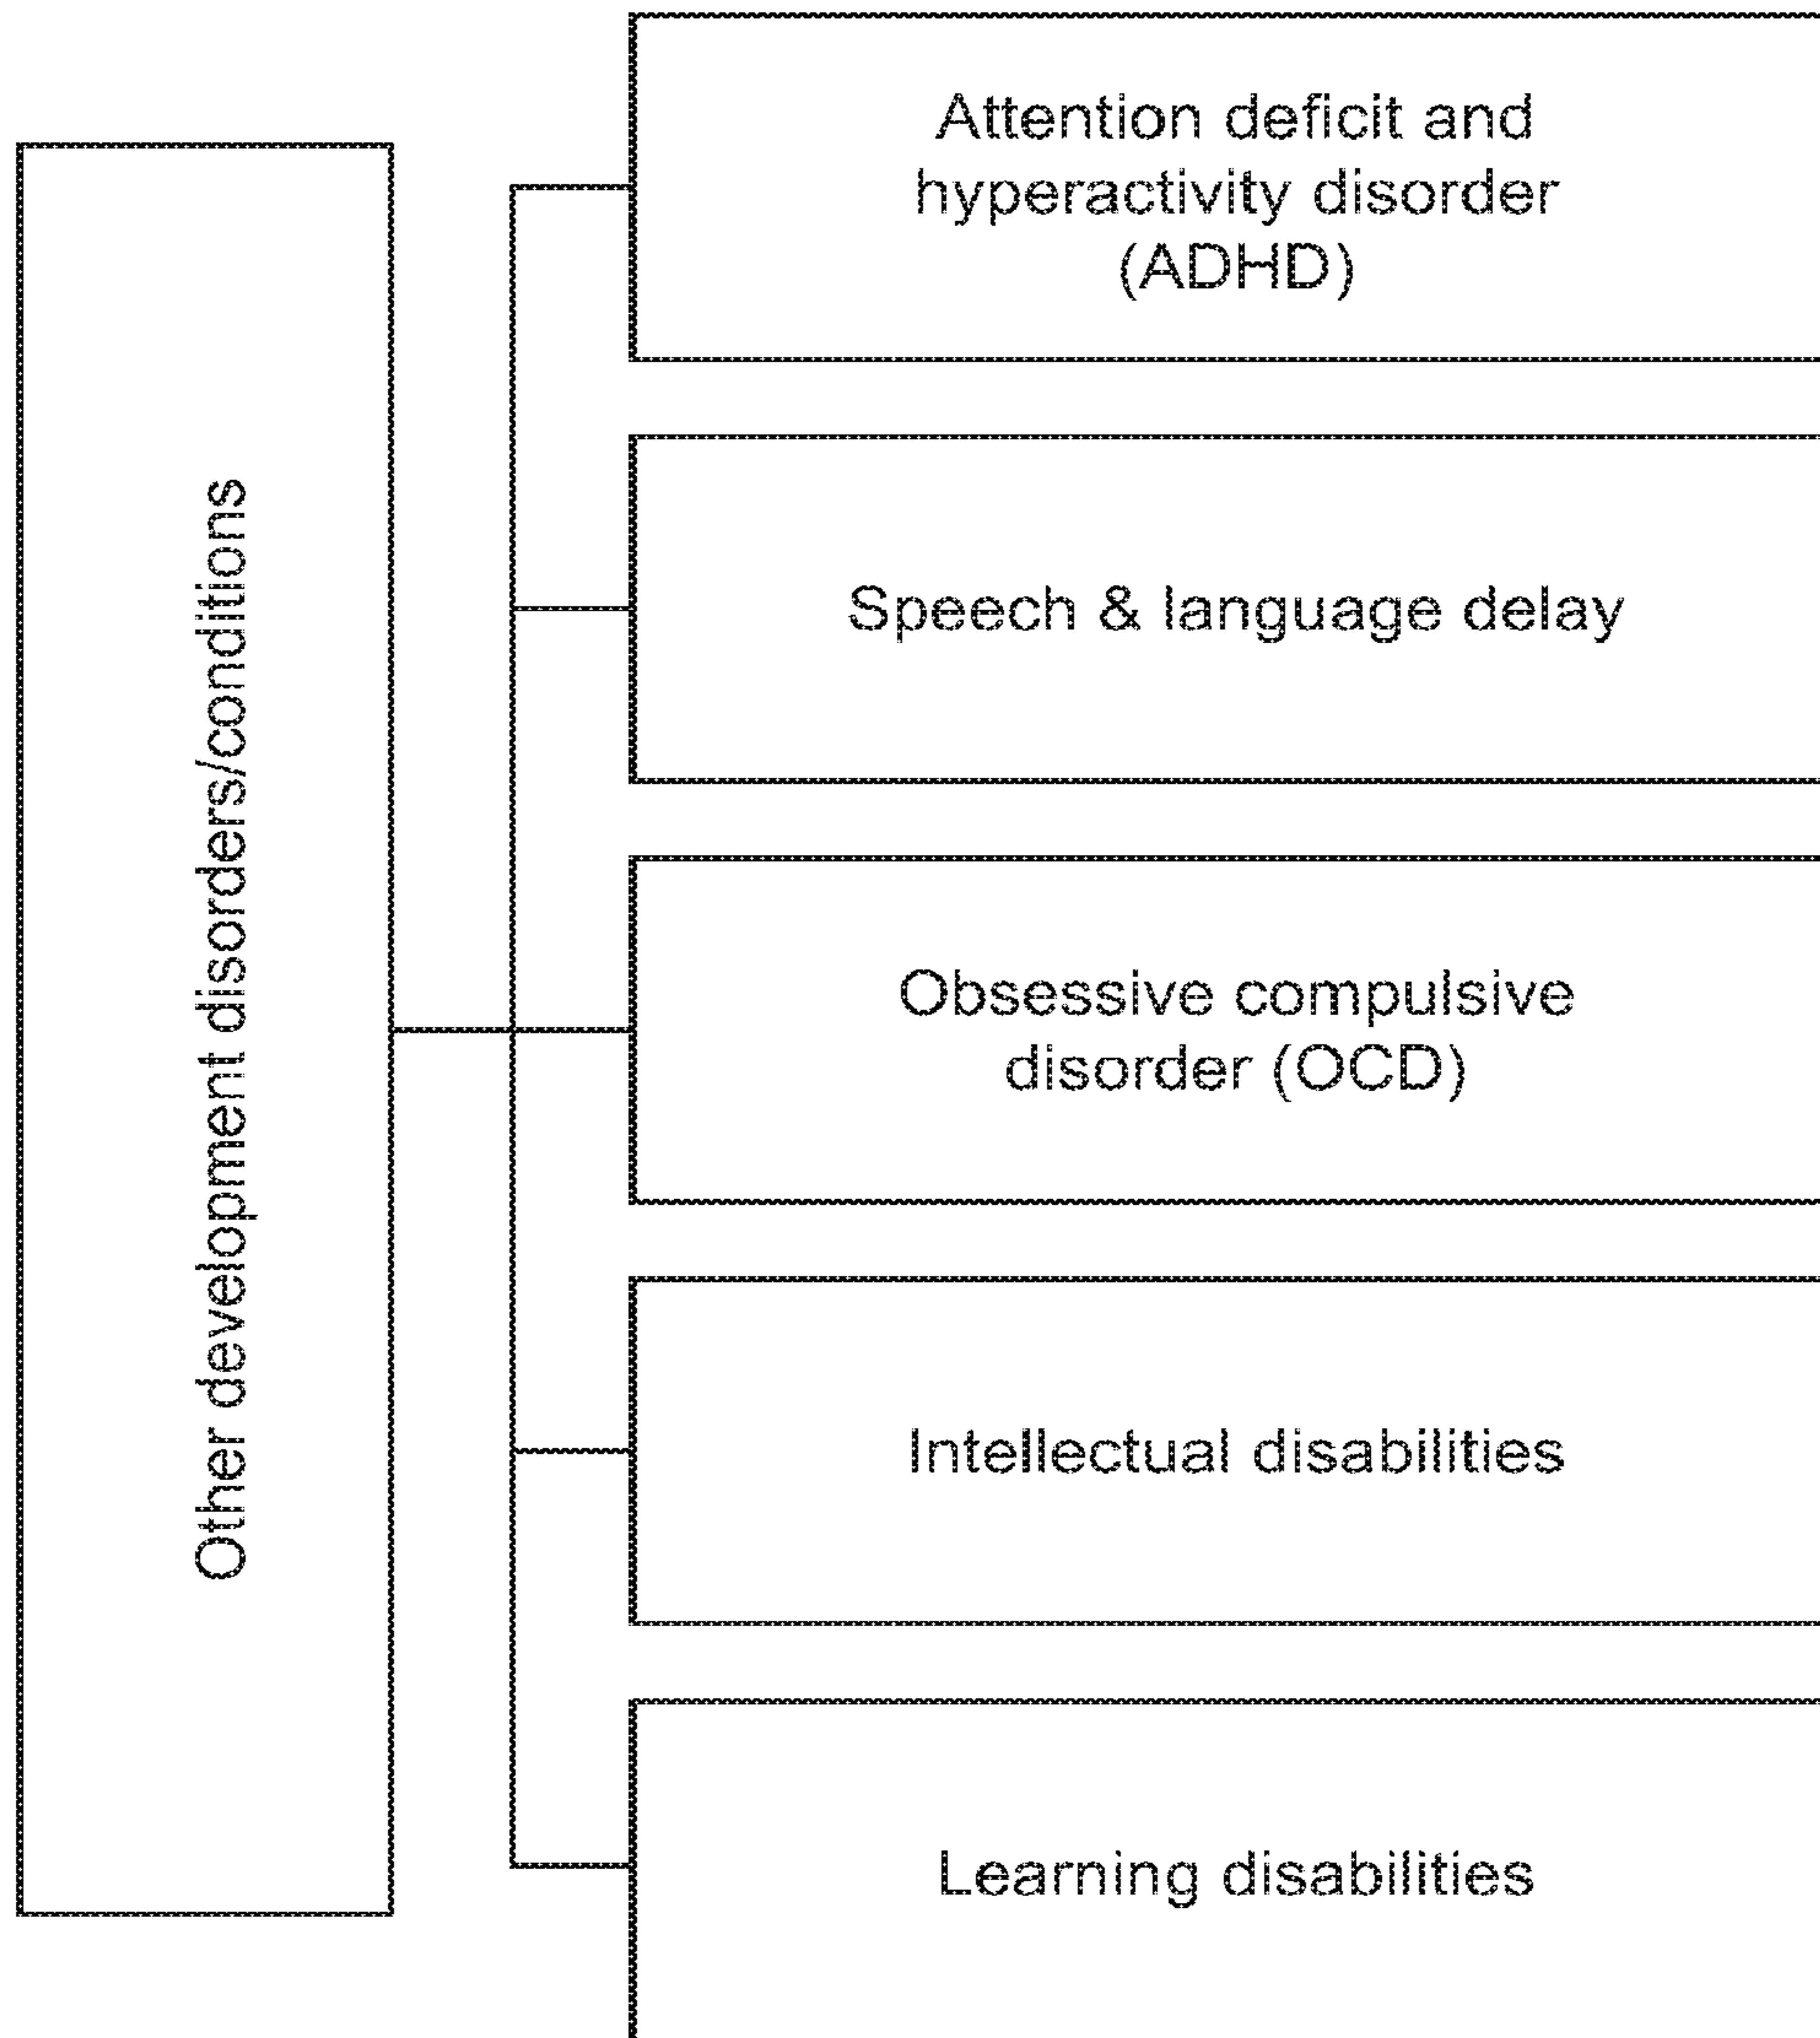 Other development disorders/conditions
Attention deficit and
hyperactivity disorder
(ADHD)
Speech & language delay
Obsessive compulsive
disorder (OCD)
Intellectual disabilities
Learning disabilities